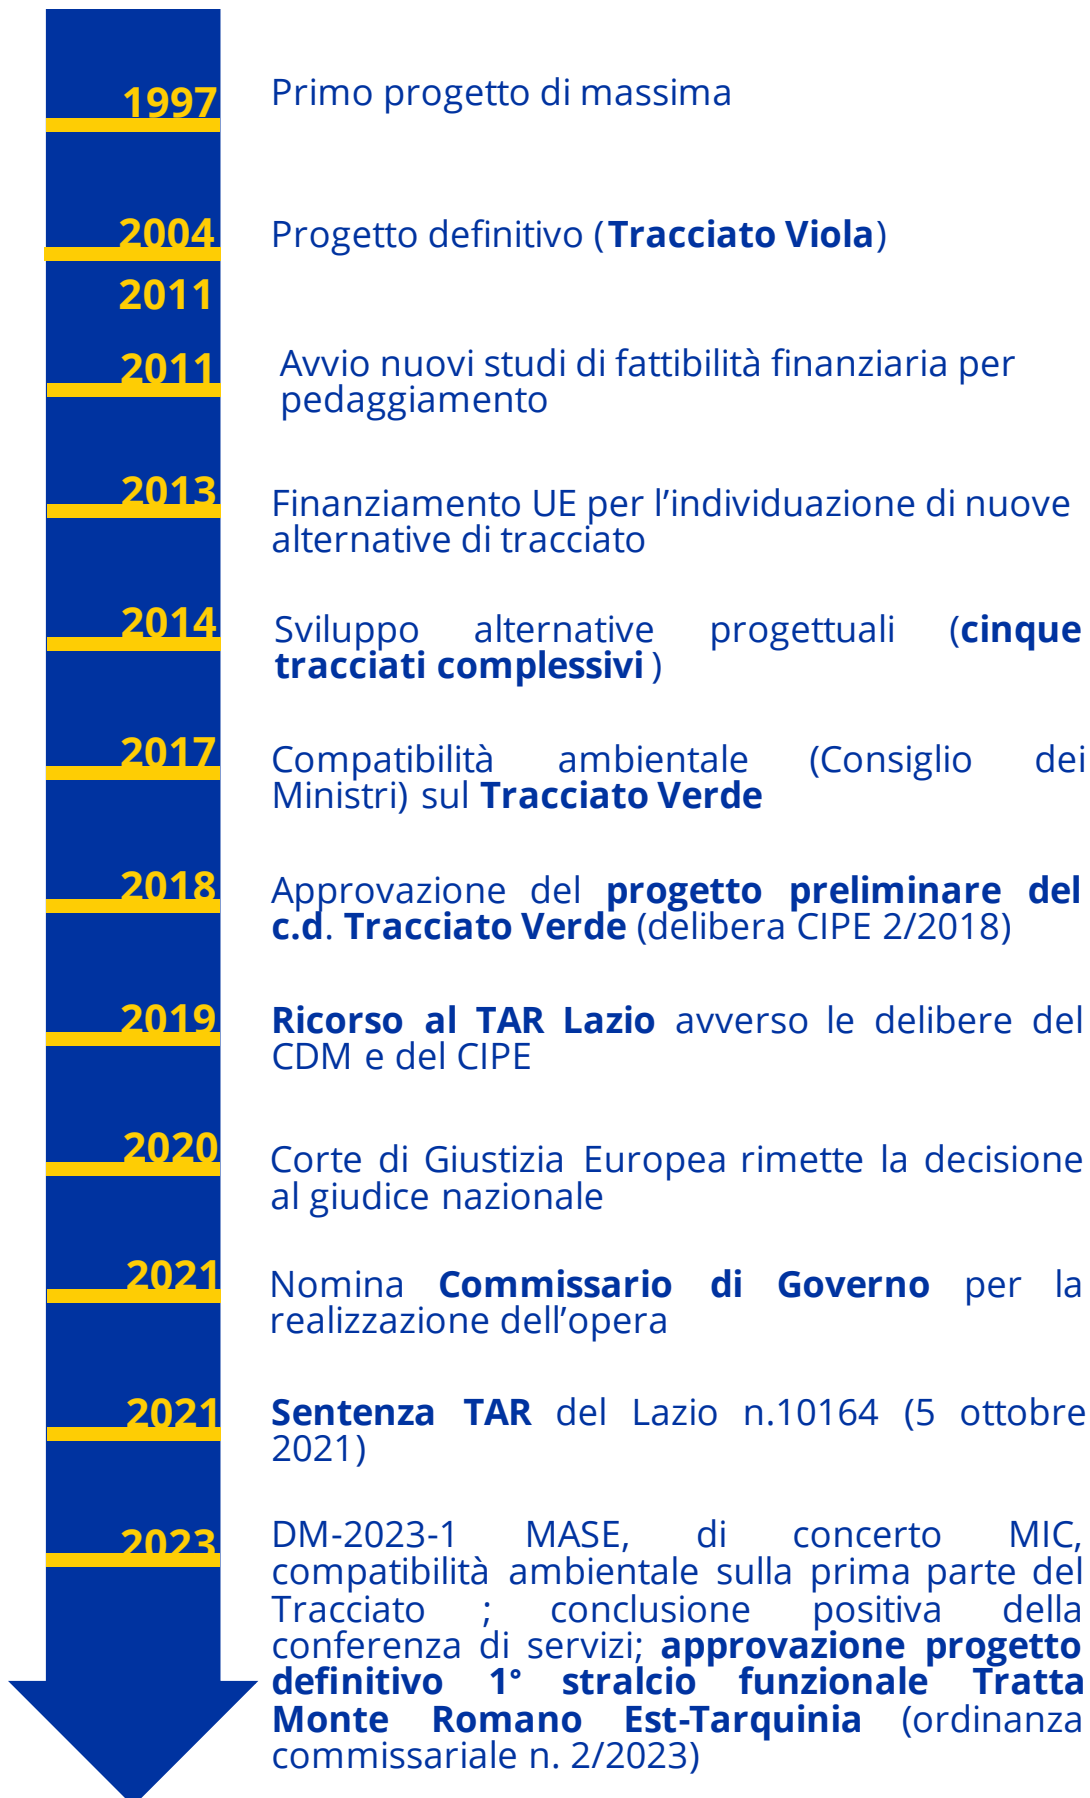 1997
Primo progetto di massima
2004
Progetto definitivo (Tracciato Viola)
2011
2011
Avvio nuovi studi di fattibilità finanziaria per
pedaggiamento
2013
Finanziamento UE per l’individuazione di nuove
alternative di tracciato
2014
Sviluppo alternative progettuali (cinque
tracciati complessivi )
2017
Compatibilità ambientale (Consiglio dei
Ministri) sul Tracciato Verde
2018
Approvazione del progetto preliminare del
c.d. Tracciato Verde (delibera CIPE 2/2018)
2019
Ricorso al TAR Lazio avverso le delibere del
CDM e del CIPE
2020
Corte di Giustizia Europea rimette la decisione
al giudice nazionale
2021
Nomina Commissario di Governo per la
realizzazione dell’opera
2021
Sentenza TAR del Lazio n.10164 (5 ottobre
2021)
2023
DM-2023-1 MASE, di concerto MIC,
compatibilità ambientale sulla prima parte del
Tracciato ; conclusione positiva della
conferenza di servizi; approvazione progetto
definitivo 1° stralcio funzionale Tratta
Monte Romano Est-Tarquinia (ordinanza
commissariale n. 2/2023)